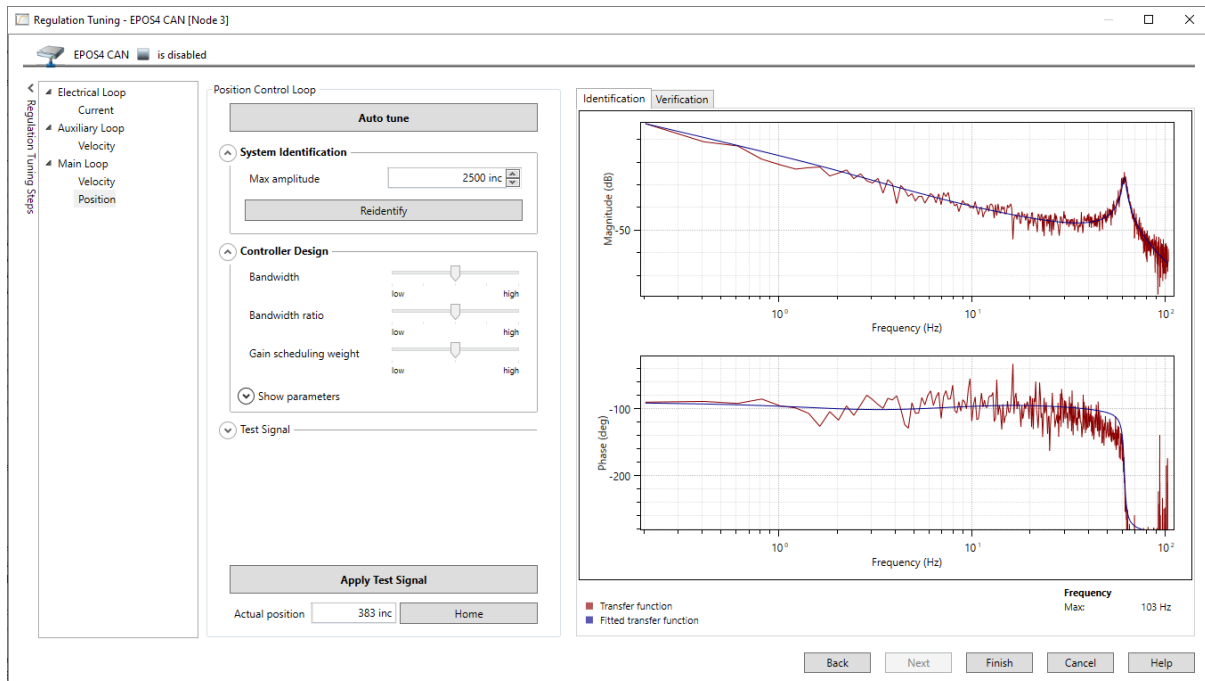 Regulation Tuning - EPOS4 CAN [Node 3]
EPOS4 CAN is disabled
Regulation Tuning Steps
Electrical Loop
Current
Auxiliary Loop
Velocity
Main Loop
Velocity
Position
Position Control Loop
Auto tune
System Identification
Max amplitude 2500 inc
Reidentify
Controller Design
Bandwidth
low high
Bandwidth ratio
low high
Gain scheduling weight
low high
Show parameters
Test Signal
Apply Test Signal
Actual position 383 inc Home
Identification Verification
Magnitude (dB)
-50
10⁰ 10¹ 10²
Frequency (Hz)
Phase (deg)
-100
-200
10⁰ 10¹ 10²
Frequency (Hz)
Transfer function
Fitted transfer function
Frequency
Max: 103 Hz
Back Next Finish Cancel Help